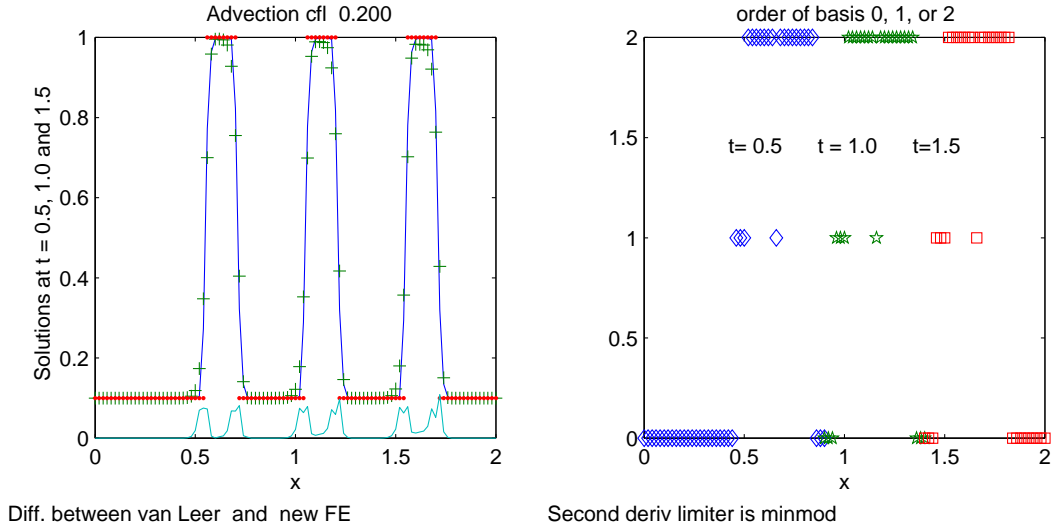 Advection cfl  0.200
Solutions at t = 0.5, 1.0 and 1.5
1
0.8
0.6
0.4
0.2
0
0
0.5
1
1.5
2
x
Diff. between van Leer  and  new FE
order of basis 0, 1, or 2
2
1.5
1
0.5
0
t= 0.5
t = 1.0
t=1.5
0
0.5
1
1.5
2
x
Second deriv limiter is minmod